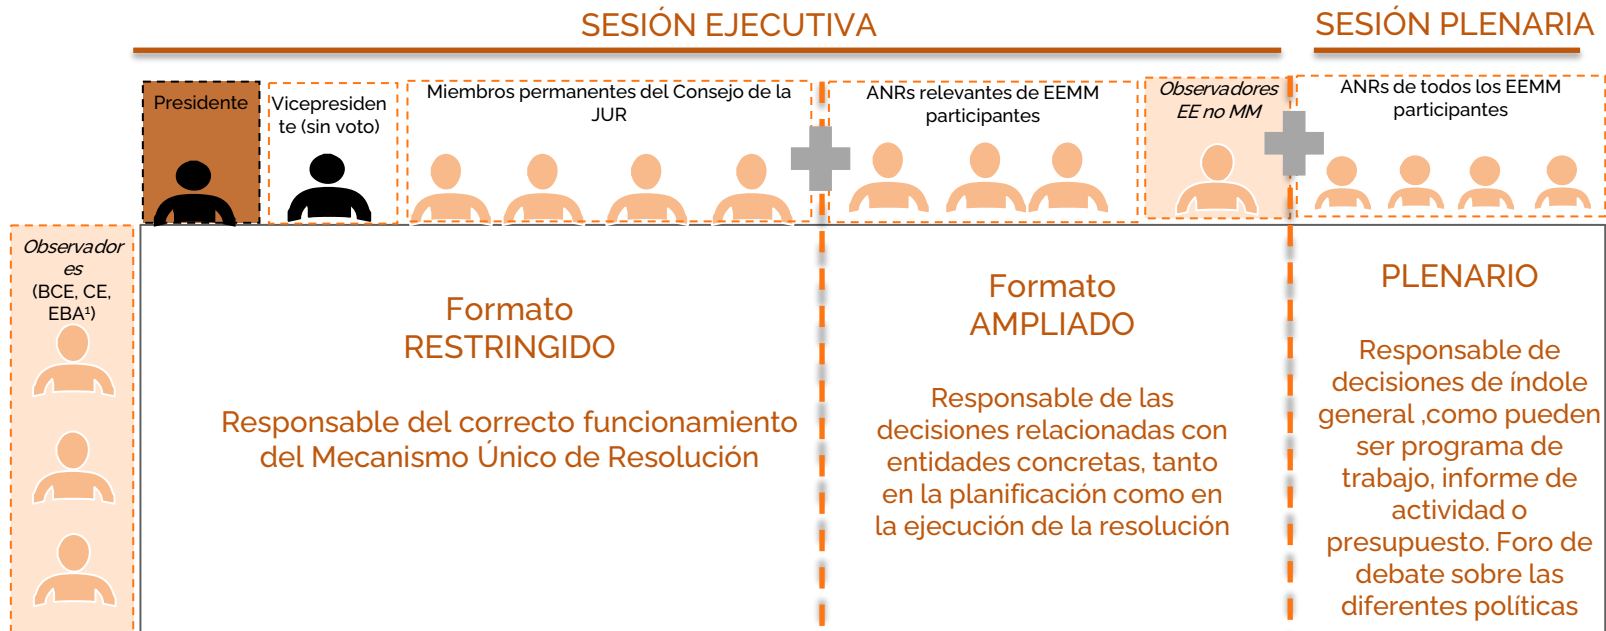 SESIÓN EJECUTIVA
SESIÓN PLENARIA
Presidente
Vicepresiden
te (sin voto)
Miembros permanentes del Consejo de la
JUR
ANRs relevantes de EEMM
participantes
Observadores
EE no MM
ANRs de todos los EEMM
participantes
Observador
es
(BCE, CE,
EBA¹)
Formato
RESTRINGIDO
Responsable del correcto funcionamiento
del Mecanismo Único de Resolución
Formato
AMPLIADO
Responsable de las
decisiones relacionadas con
entidades concretas, tanto
en la planificación como en
la ejecución de la resolución
PLENARIO
Responsable de
decisiones de índole
general ,como pueden
ser programa de
trabajo, informe de
actividad o
presupuesto. Foro de
debate sobre las
diferentes políticas